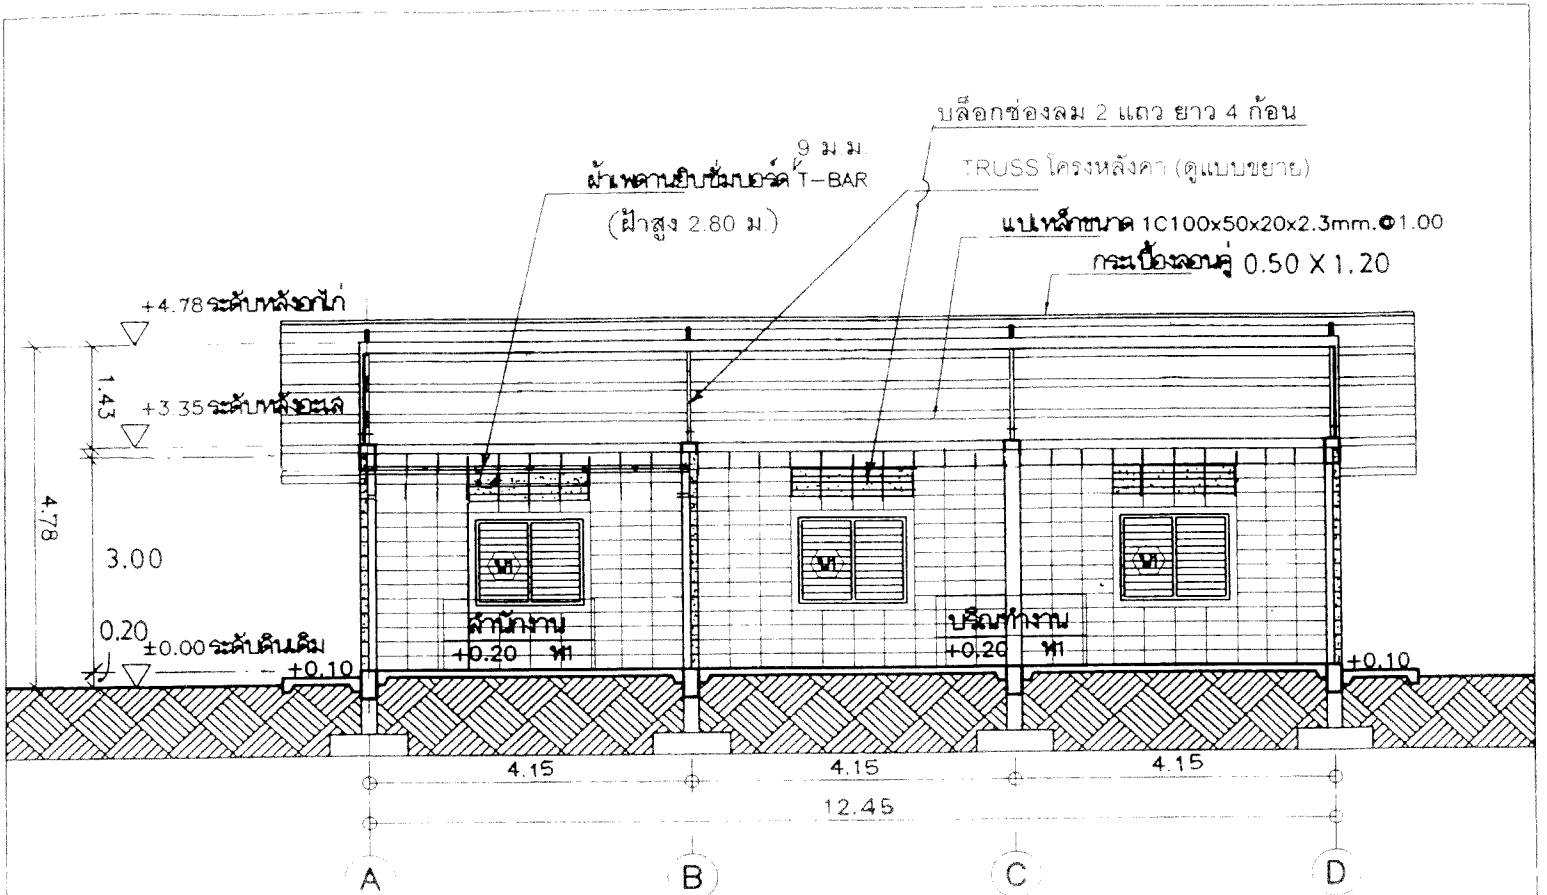 บล็อกช่องลม 2 แถว ยาว 4 ก้อน
9 ม.ม.
ฝ้าเพดานยิบซั่มบอร์ด T-BAR
(ฝ้าสูง 2.80 ม.)
TRUSS โครงหลังคา (ดูแบบขยาย)
แปเหล็กขนาด 1C100x50x20x2.3mm.@1.00
กระเบื้องลอนคู่ 0.50 X 1.20
+4.78 ระดับหลังอกไก่
1.43
+3.35 ระดับหลังอะเส
4.78
3.00
0.20
±0.00 ระดับดินเดิม
+0.10
W1
W1
W1
สำนักงาน
+0.20
บริเวณทำงาน
+0.20
+0.10
4.15
4.15
4.15
12.45
A
B
C
D